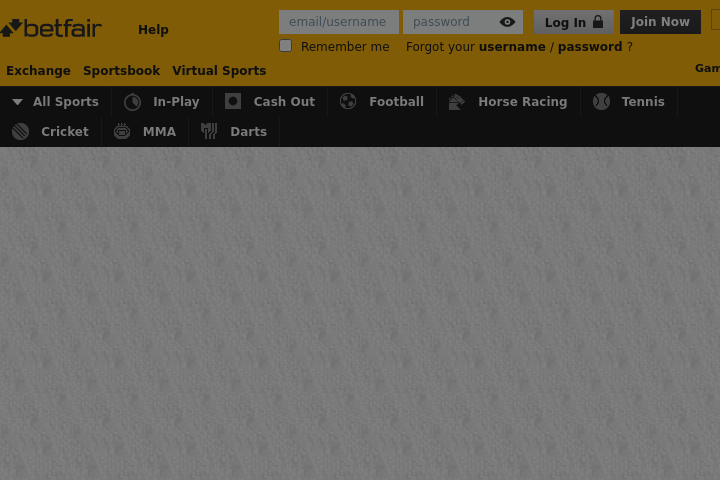 betfair
Help
email/username
password
Log In
Join Now
Remember me
Forgot your username / password ?
Exchange Sportsbook Virtual Sports
Gam
All Sports In-Play Cash Out Football Horse Racing Tennis
Cricket MMA Darts